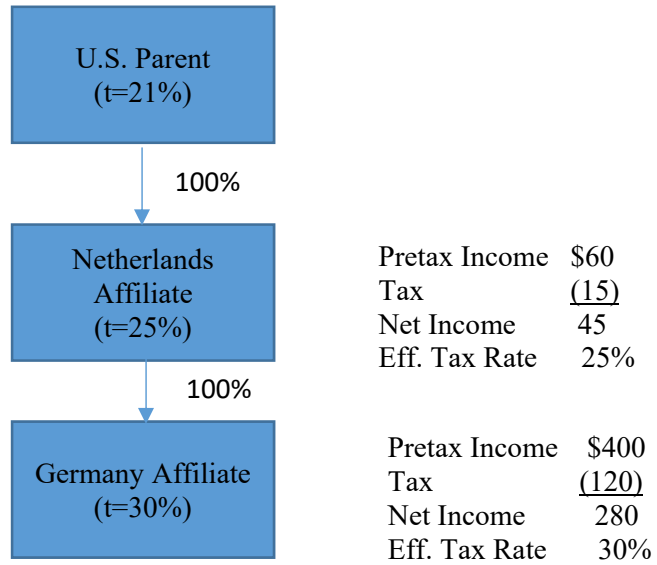 U.S. Parent
(t=21%)
100%
Netherlands
Affiliate
(t=25%)
Pretax Income $60
Tax (15)
Net Income 45
Eff. Tax Rate 25%
100%
Germany Affiliate
(t=30%)
Pretax Income $400
Tax (120)
Net Income 280
Eff. Tax Rate 30%